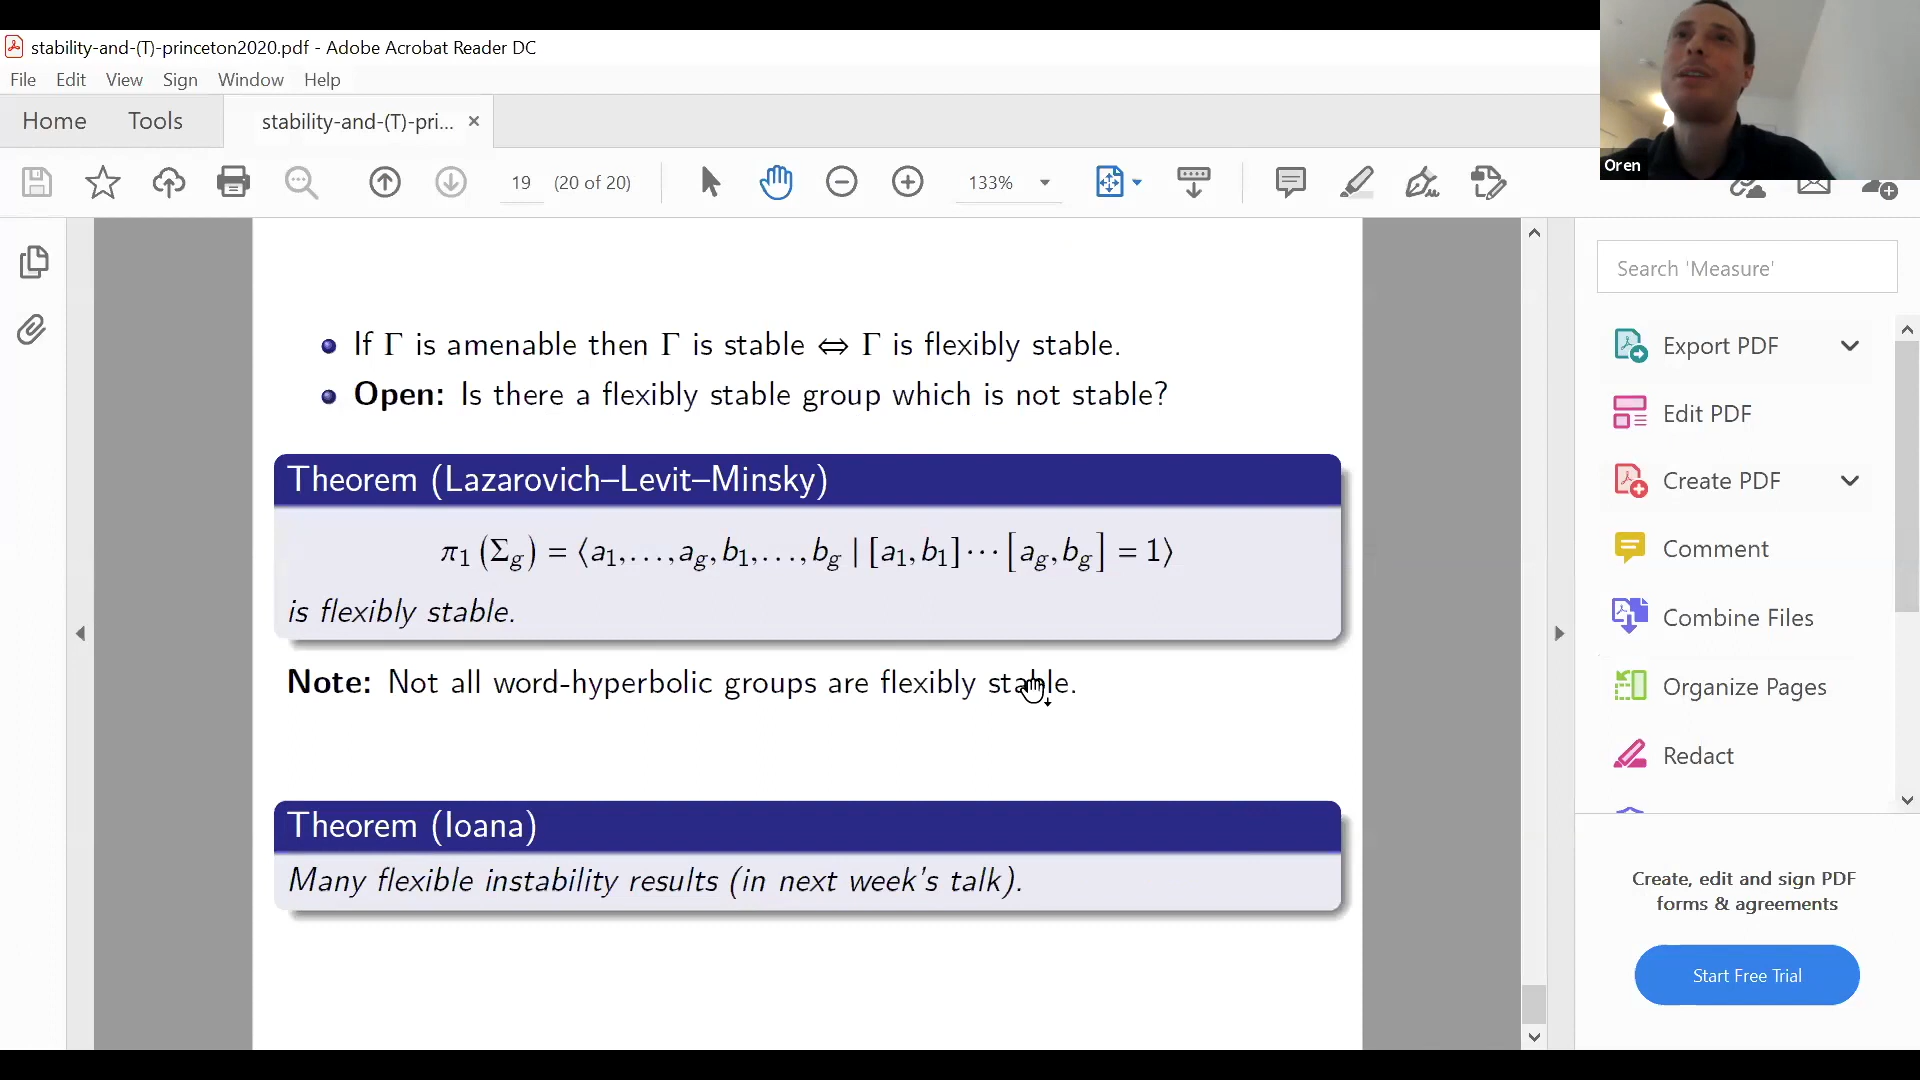 stability-and-(T)-princeton2020.pdf - Adobe Acrobat Reader DC
File Edit View Sign Window Help
Home Tools stability-and-(T)-pri... ×
19 (20 of 20) 133%
Oren
Search 'Measure'
Export PDF
Edit PDF
Create PDF
Comment
Combine Files
Organize Pages
Redact
Create, edit and sign PDF
forms & agreements
Start Free Trial
If Γ is amenable then Γ is stable ⇔ Γ is flexibly stable.
Open: Is there a flexibly stable group which is not stable?
Theorem (Lazarovich–Levit–Minsky)
π₁ (Σ_g) = ⟨a₁,…,a_g,b₁,…,b_g | [a₁,b₁]⋯[a_g,b_g] = 1⟩
is flexibly stable.
Note: Not all word-hyperbolic groups are flexibly stable.
Theorem (Ioana)
Many flexible instability results (in next week's talk).